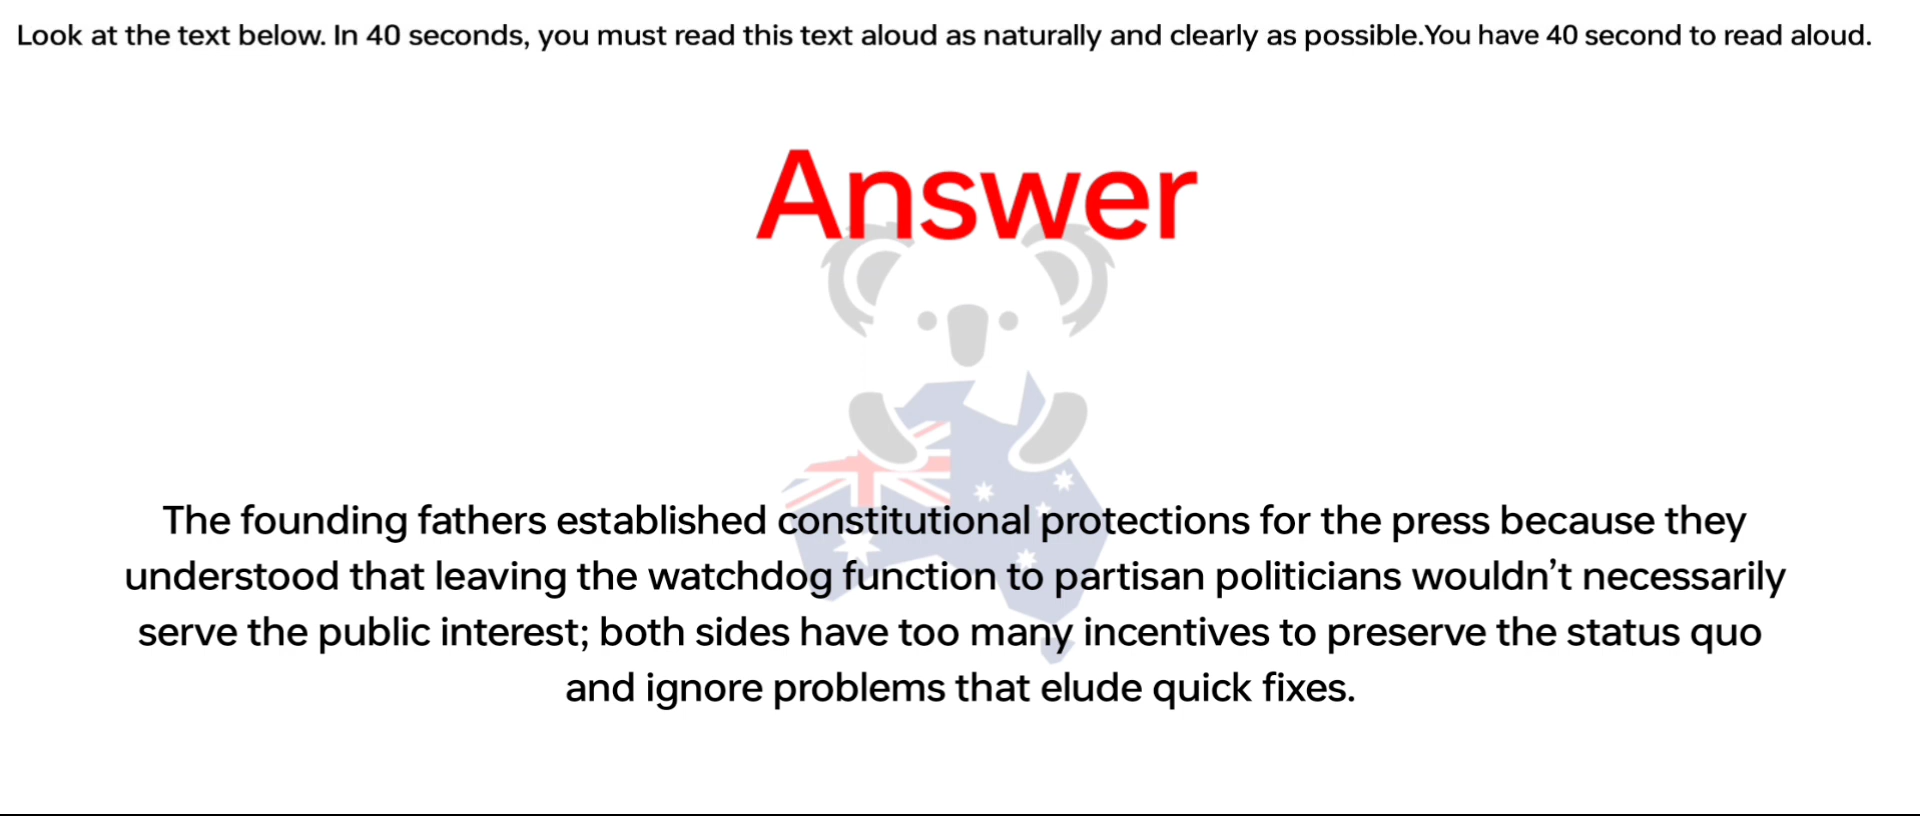 Look at the text below. In 40 seconds, you must read this text aloud as naturally and clearly as possible.You have 40 second to read aloud.
Answer
The founding fathers established constitutional protections for the press because they
understood that leaving the watchdog function to partisan politicians wouldn’t necessarily
serve the public interest; both sides have too many incentives to preserve the status quo
and ignore problems that elude quick fixes.